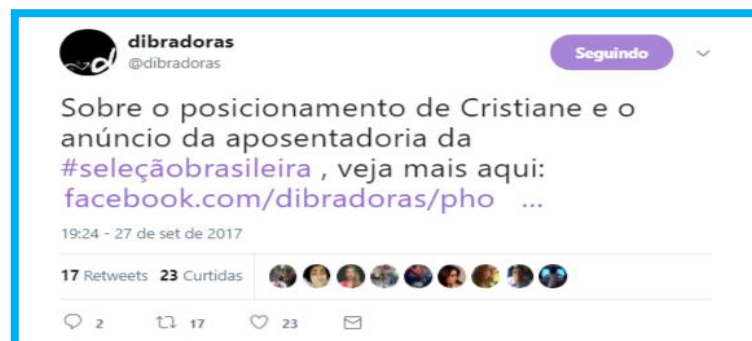 dibradoras
@dibradoras
Seguindo
Sobre o posicionamento de Cristiane e o
anúncio da aposentadoria da
#seleçãobrasileira , veja mais aqui:
facebook.com/dibradoras/pho ...
19:24 - 27 de set de 2017
17 Retweets 23 Curtidas
2 17 23